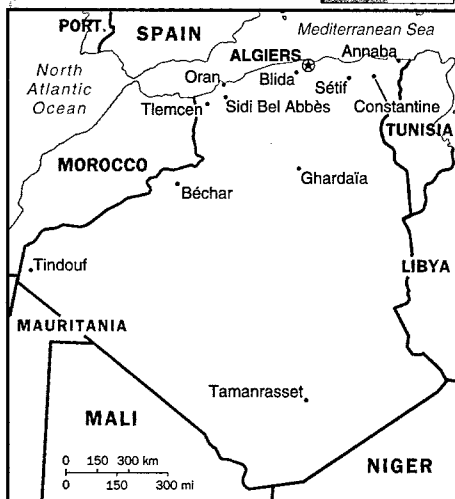 PORT.
SPAIN
Mediterranean Sea
ALGIERS
Annaba
North
Atlantic
Ocean
Oran
Blida
Sétif
Tlemcen
Sidi Bel Abbès
Constantine
TUNISIA
MOROCCO
Ghardaïa
Béchar
Tindouf
LIBYA
MAURITANIA
Tamanrasset
MALI
NIGER
0 150 300 km
0 150 300 mi